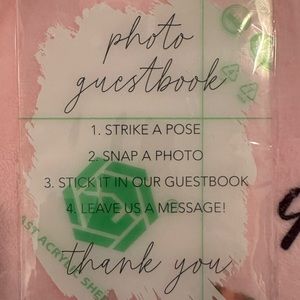 photo
guestbook
1. STRIKE A POSE
2. SNAP A PHOTO
3. STICK IT IN OUR GUESTBOOK
4. LEAVE US A MESSAGE!
thank you